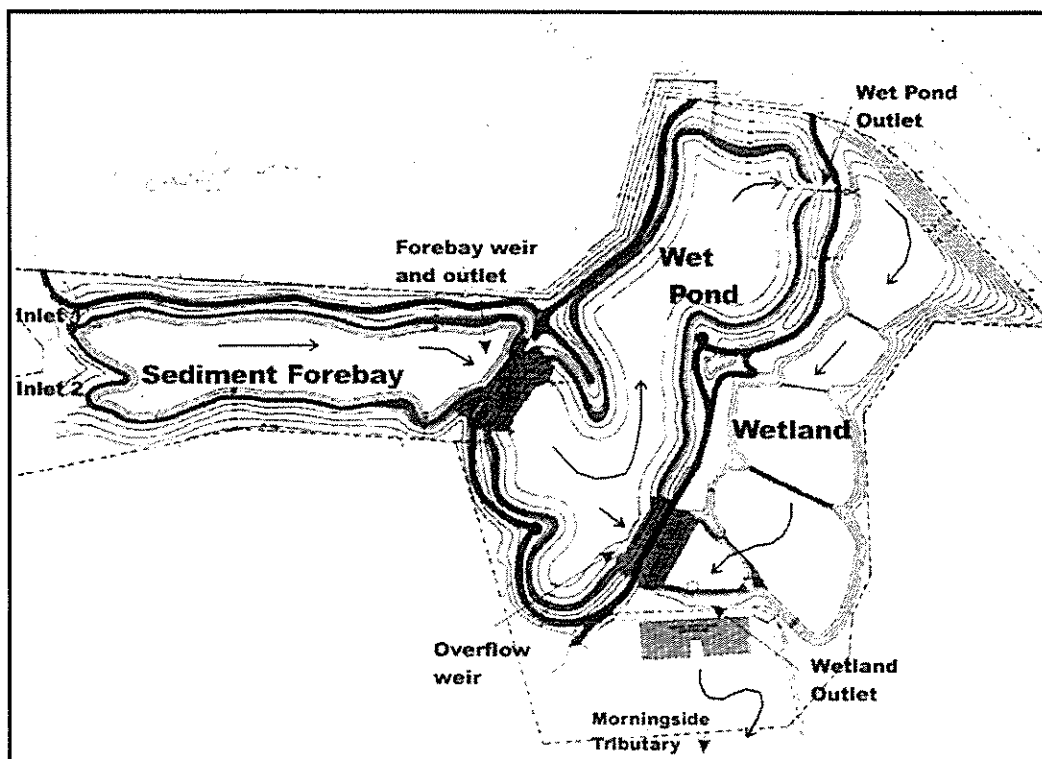 Wet Pond
Outlet
Forebay weir
and outlet
Wet
Pond
Inlet 1
Sediment Forebay
Inlet 2
Wetland
Overflow
weir
Wetland
Outlet
Morningside
Tributary